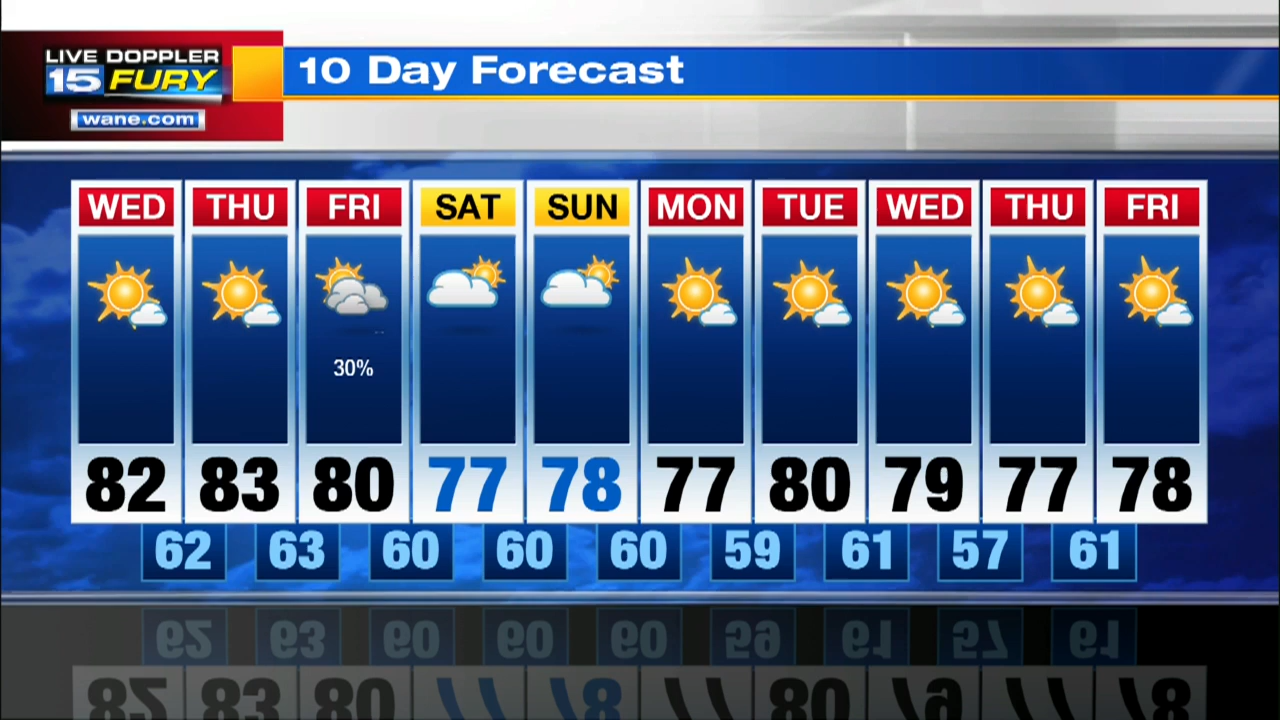 LIVE DOPPLER
15 FURY
wane.com
10 Day Forecast
WED THU FRI SAT SUN MON TUE WED THU FRI
30%
82 83 80 77 78 77 80 79 77 78
62 63 60 60 60 59 61 57 61